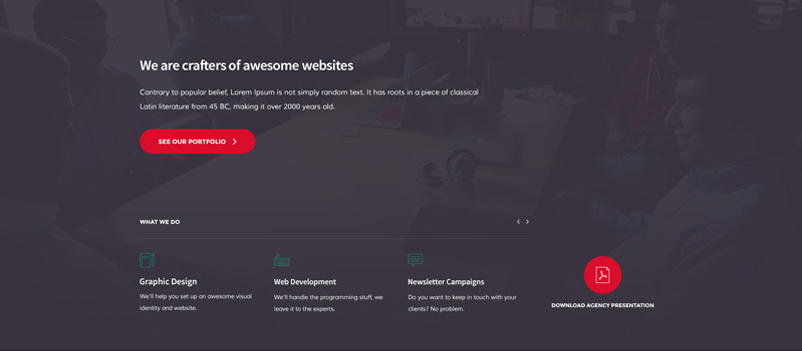 We are crafters of awesome websites
Contrary to popular belief, Lorem Ipsum is not simply random text. It has roots in a piece of classical
Latin literature from 45 BC, making it over 2000 years old.
SEE OUR PORTFOLIO
WHAT WE DO
Graphic Design
We'll help you set up an awesome visual
identity and website.
Web Development
We'll handle the programming stuff, we
leave it to the experts.
Newsletter Campaigns
Do you want to keep in touch with your
clients? No problem.
DOWNLOAD AGENCY PRESENTATION